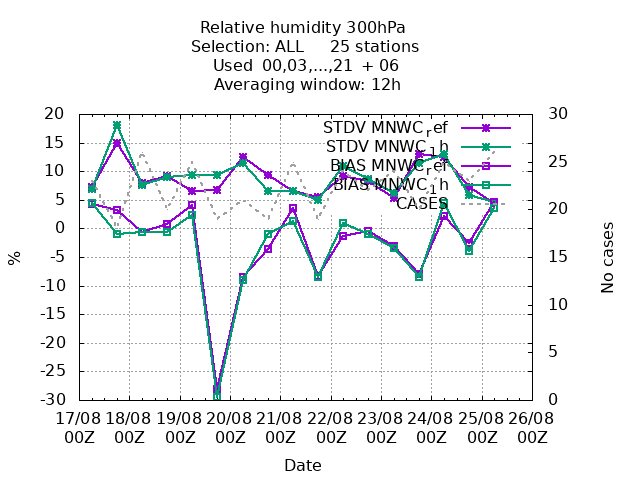 Relative humidity 300hPa
Selection: ALL 25 stations
Used 00,03,...,21 + 06
Averaging window: 12h
STDV MNWC_ref
STDV MNWC_1h
BIAS MNWC_ref
BIAS MNWC_1h
CASES
20
15
10
5
0
-5
-10
-15
-20
-25
-30
%
30
25
20
15
10
5
0
No cases
17/08 18/08 19/08 20/08 21/08 22/08 23/08 24/08 25/08 26/08
00Z 00Z 00Z 00Z 00Z 00Z 00Z 00Z 00Z 00Z
Date